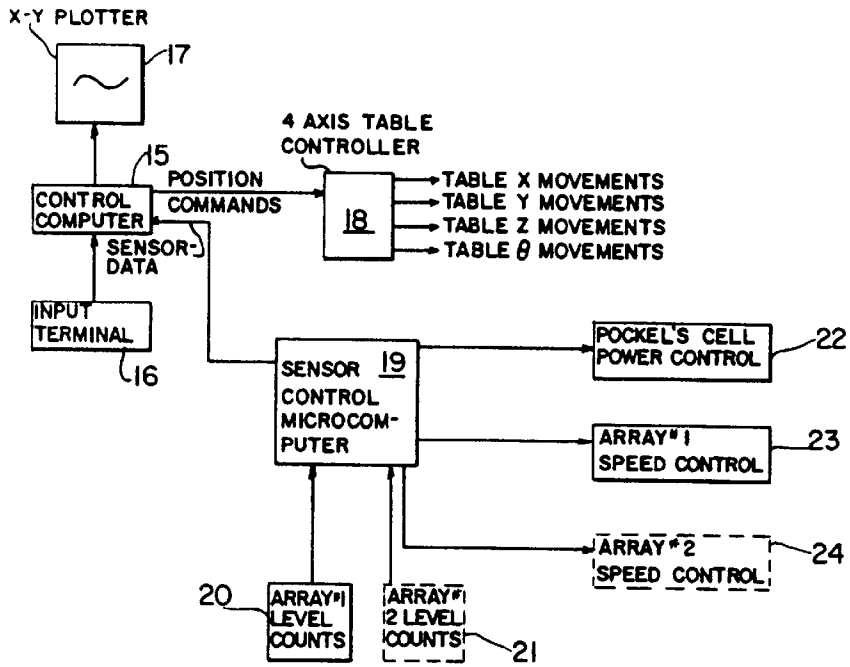 X-Y PLOTTER
17
15
CONTROL
COMPUTER
POSITION
COMMANDS
SENSOR-
DATA
INPUT
TERMINAL
16
4 AXIS TABLE
CONTROLLER
18
TABLE X MOVEMENTS
TABLE Y MOVEMENTS
TABLE Z MOVEMENTS
TABLE θ MOVEMENTS
SENSOR 19
CONTROL
MICROCOM-
PUTER
POCKEL'S CELL
POWER CONTROL
22
ARRAY #1
SPEED CONTROL
23
ARRAY #2
SPEED CONTROL
24
20
ARRAY #1
LEVEL
COUNTS
ARRAY #
2 LEVEL
COUNTS
21